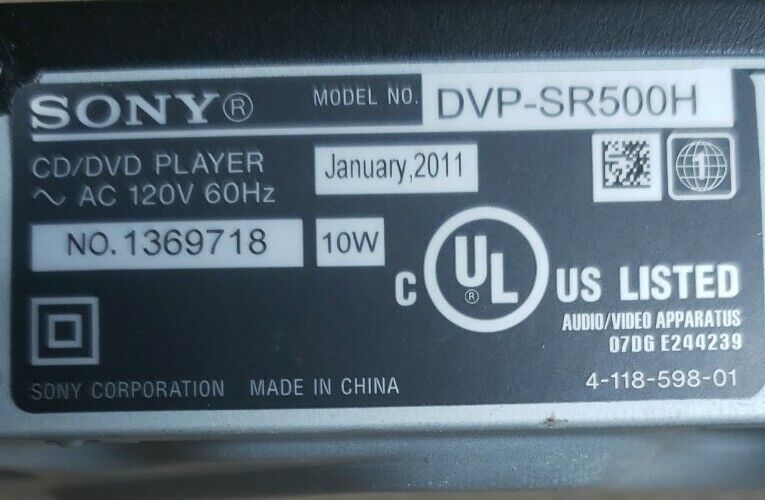 SONY® MODEL NO. DVP-SR500H
CD/DVD PLAYER January,2011 1
~ AC 120V 60Hz
NO.1369718 10W
C UL® US LISTED
AUDIO/VIDEO APPARATUS
07DG E244239
SONY CORPORATION MADE IN CHINA 4-118-598-01